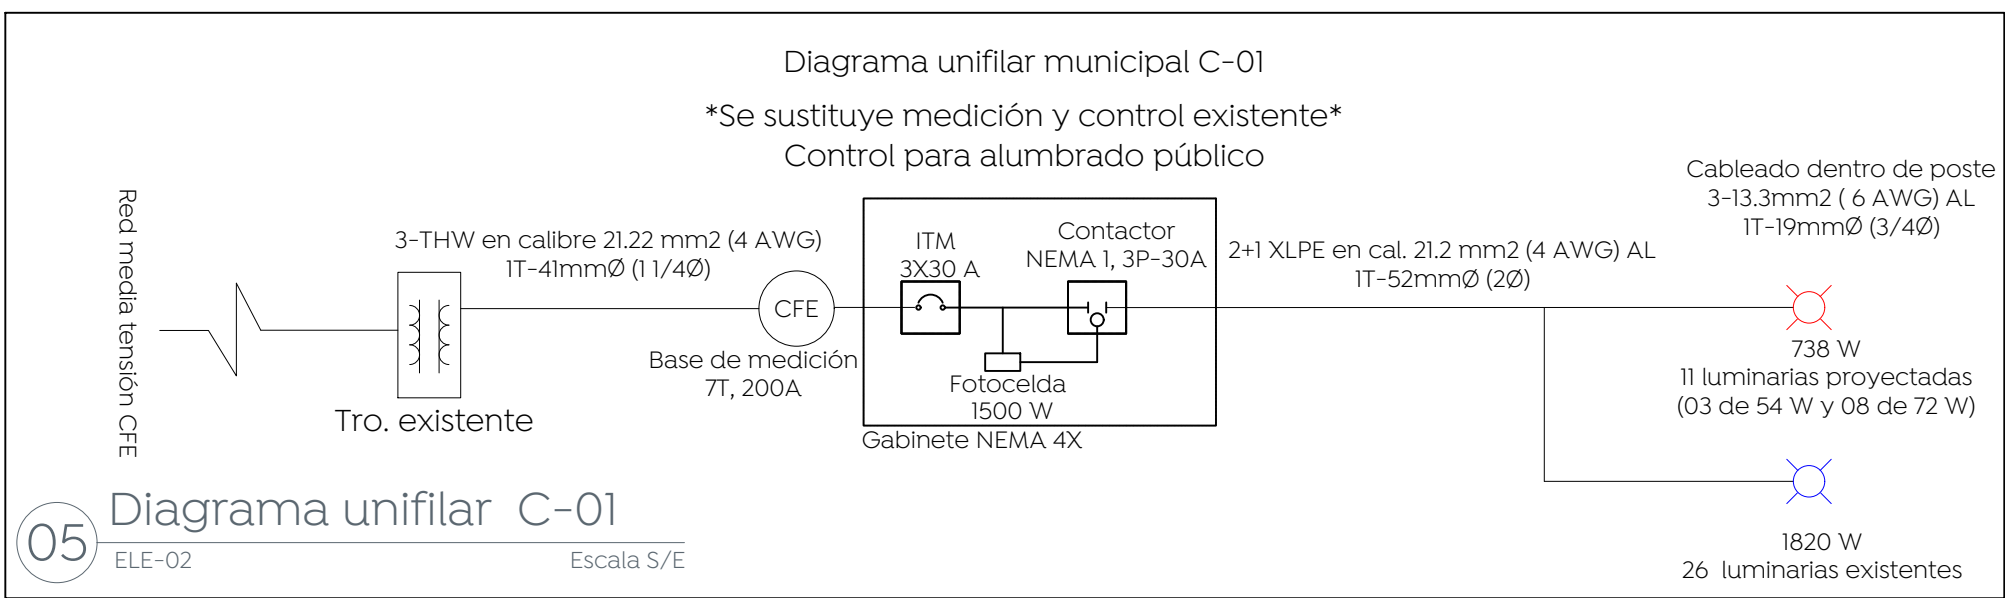 Diagrama unifilar municipal C-01
*Se sustituye medición y control existente*
Control para alumbrado público
Red media tensión CFE
Tro. existente
3-THW en calibre 21.22 mm2 (4 AWG)
1T-41mmØ (1 1/4Ø)
CFE
Base de medición
7T, 200A
ITM
3X30 A
Contactor
NEMA 1, 3P-30A
Fotocelda
1500 W
Gabinete NEMA 4X
2+1 XLPE en cal. 21.2 mm2 (4 AWG) AL
1T-52mmØ (2Ø)
Cableado dentro de poste
3-13.3mm2 ( 6 AWG) AL
1T-19mmØ (3/4Ø)
738 W
11 luminarias proyectadas
(03 de 54 W y 08 de 72 W)
1820 W
26 luminarias existentes
05
Diagrama unifilar C-01
ELE-02
Escala S/E